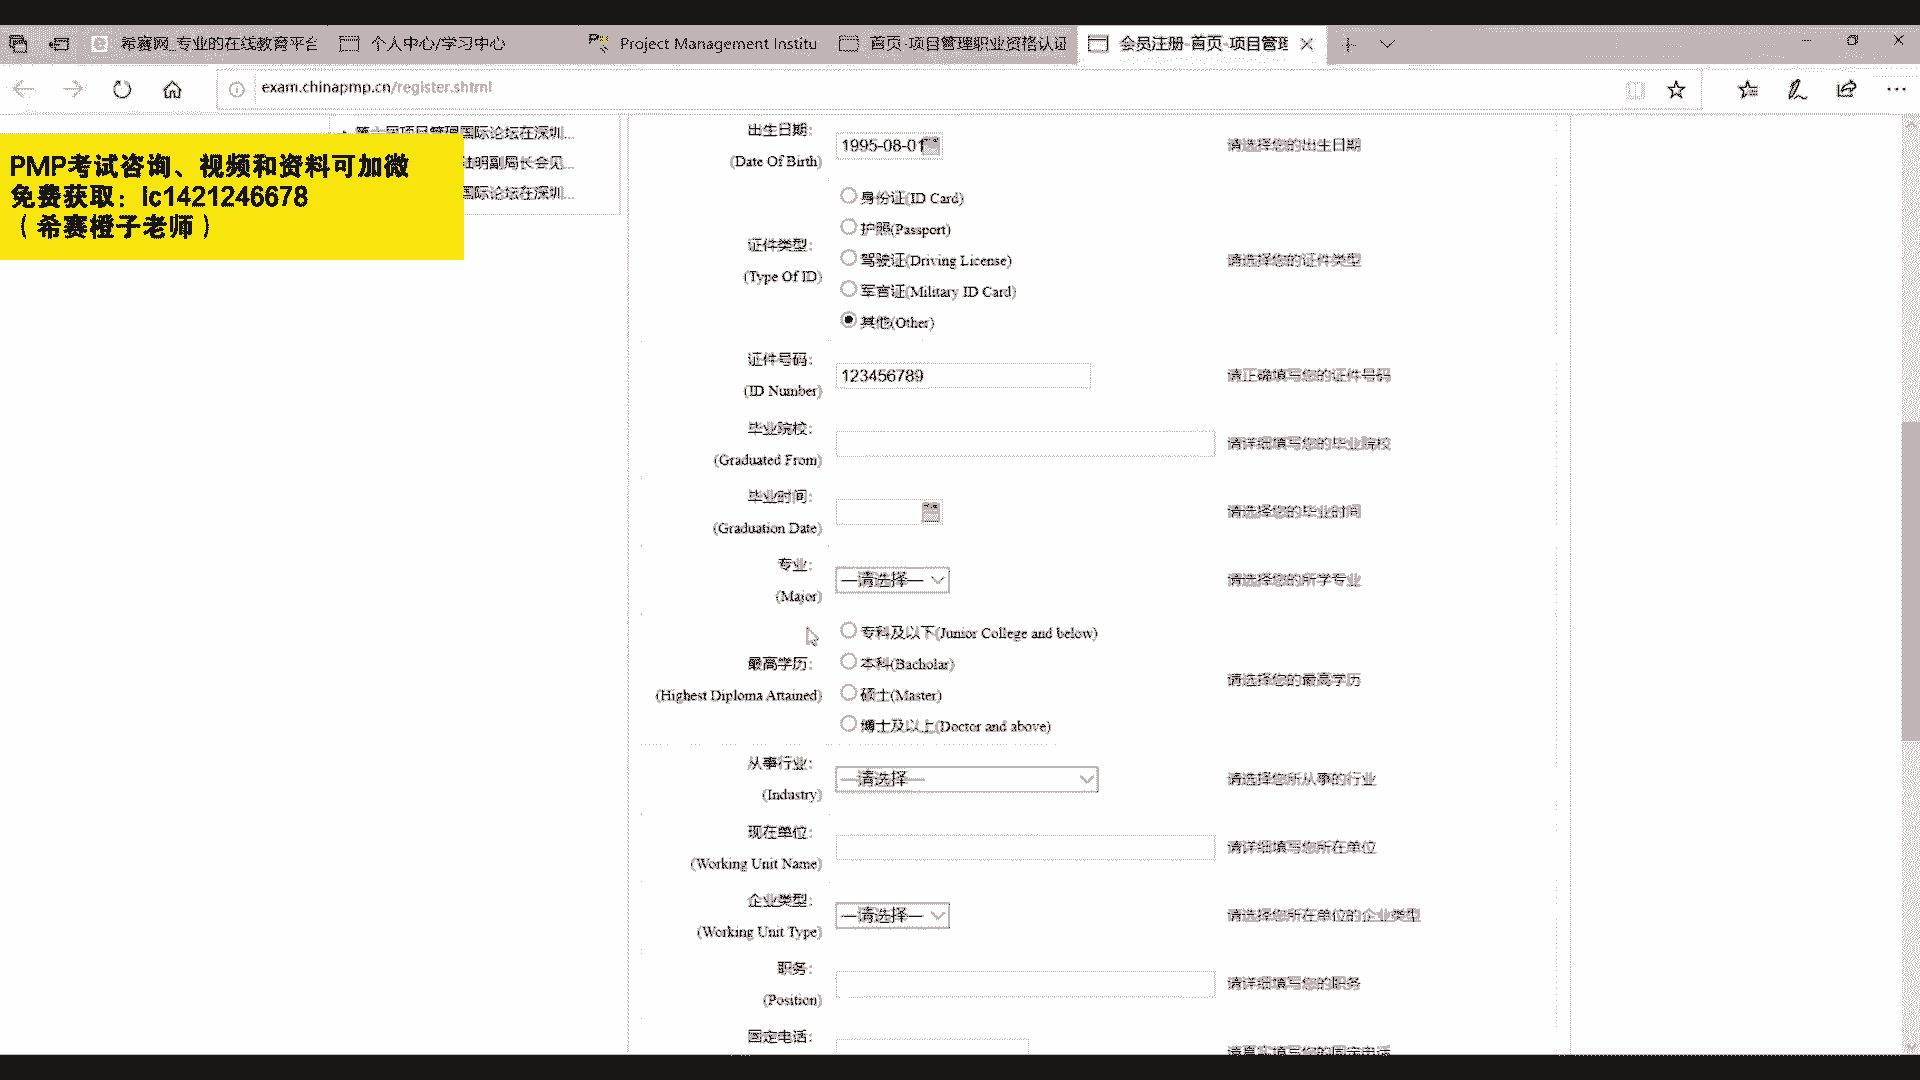 希赛网_专业的在线教育平台
个人中心/学习中心
Project Management Institu
首页-项目管理职业资格认证
会员注册-首页-项目管理
exam.chinapmp.cn/register.shtml
国际论坛在深圳...
陆明副局长会见...
国际论坛在深圳...
PMP考试咨询、视频和资料可加微
免费获取：lc1421246678
（希赛橙子老师）
出生日期:
(Date Of Birth)
1995-08-01
请选择您的出生日期
证件类型:
(Type Of ID)
身份证(ID Card)
护照(Passport)
驾驶证(Driving License)
军官证(Military ID Card)
其他(Other)
请选择您的证件类型
证件号码:
(ID Number)
123456789
请正确填写您的证件号码
毕业院校:
(Graduated From)
请详细填写您的毕业院校
毕业时间:
(Graduation Date)
请选择您的毕业时间
专业:
(Major)
—请选择—
请选择您的所学专业
最高学历:
(Highest Diploma Attained)
专科及以下(Junior College and below)
本科(Bacholar)
硕士(Master)
博士及以上(Doctor and above)
请选择您的最高学历
从事行业:
(Industry)
—请选择—
请选择您所从事的行业
现在单位:
(Working Unit Name)
请详细填写您所在单位
企业类型:
(Working Unit Type)
—请选择—
请选择您所在单位的企业类型
职务:
(Position)
请详细填写您的职务
固定电话:
请真实填写您的固定电话